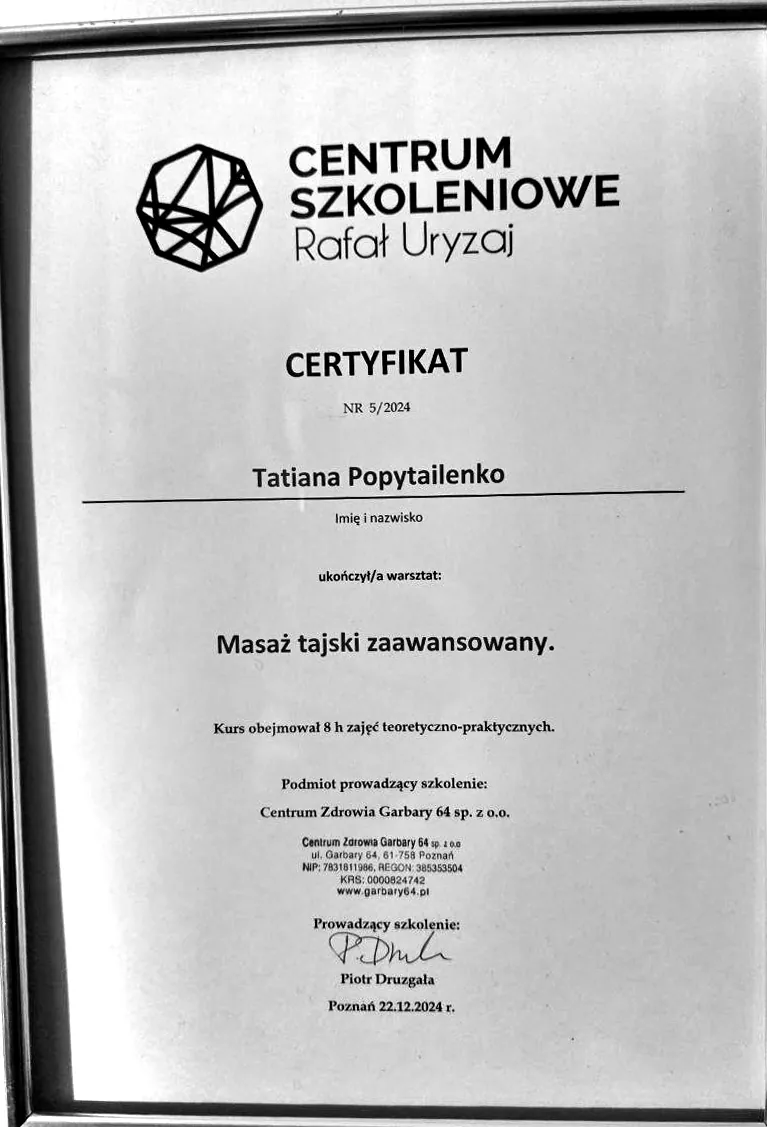 CENTRUM
SZKOLENIOWE
Rafał Uryzaj
CERTYFIKAT
NR 5/2024
Tatiana Popytailenko
Imię i nazwisko
ukończył/a warsztat:
Masaż tajski zaawansowany.
Kurs obejmował 8 h zajęć teoretyczno-praktycznych.
Podmiot prowadzący szkolenie:
Centrum Zdrowia Garbary 64 sp. z o.o.
Centrum Zdrowia Garbary 64 sp. z o.o
ul. Garbary 64, 61-758 Poznań
NIP: 7831811986, REGON: 385353504
KRS: 0000824742
www.garbary64.pl
Prowadzący szkolenie:
Piotr Druzgała
Poznań 22.12.2024 r.